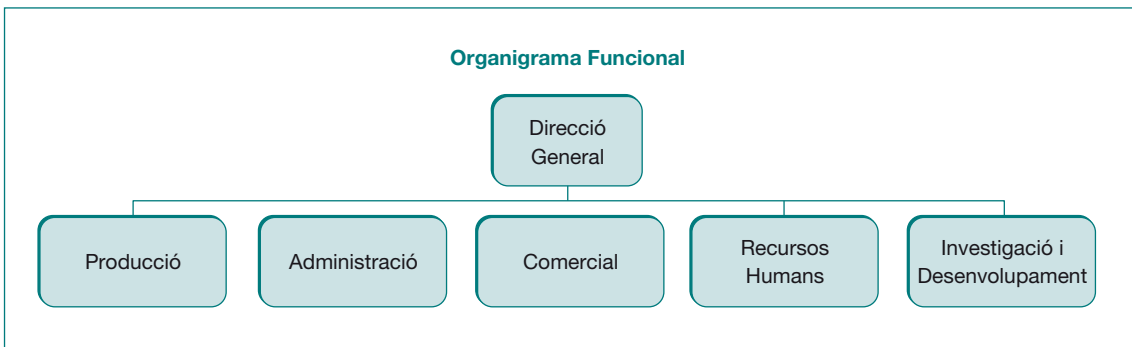 Organigrama Funcional
Direcció
General
Producció
Administració
Comercial
Recursos
Humans
Investigació i
Desenvolupament